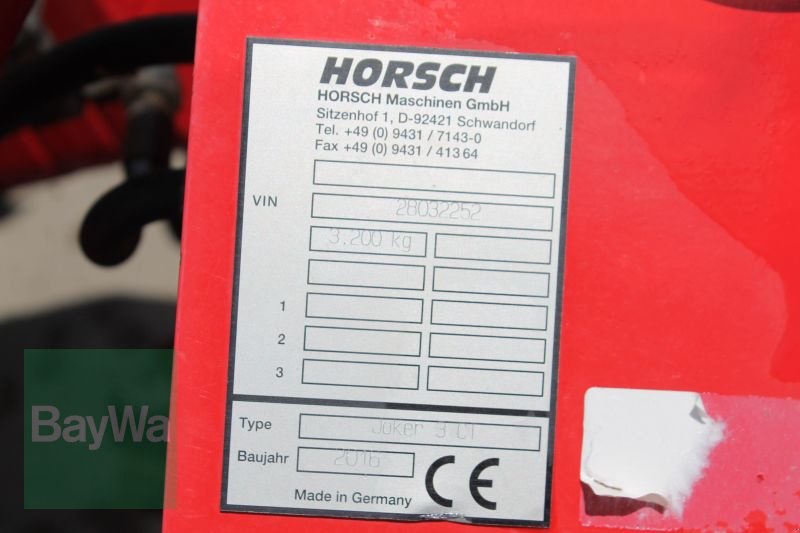 HORSCH
HORSCH Maschinen GmbH
Sitzenhof 1, D-92421 Schwandorf
Tel. +49 (0) 9431 / 7143-0
Fax +49 (0) 9431 / 413 64
VIN 28032252
3.200 kg
1
2
3
Type Joker 3 CT
Baujahr 2016
Made in Germany CE
BayWa